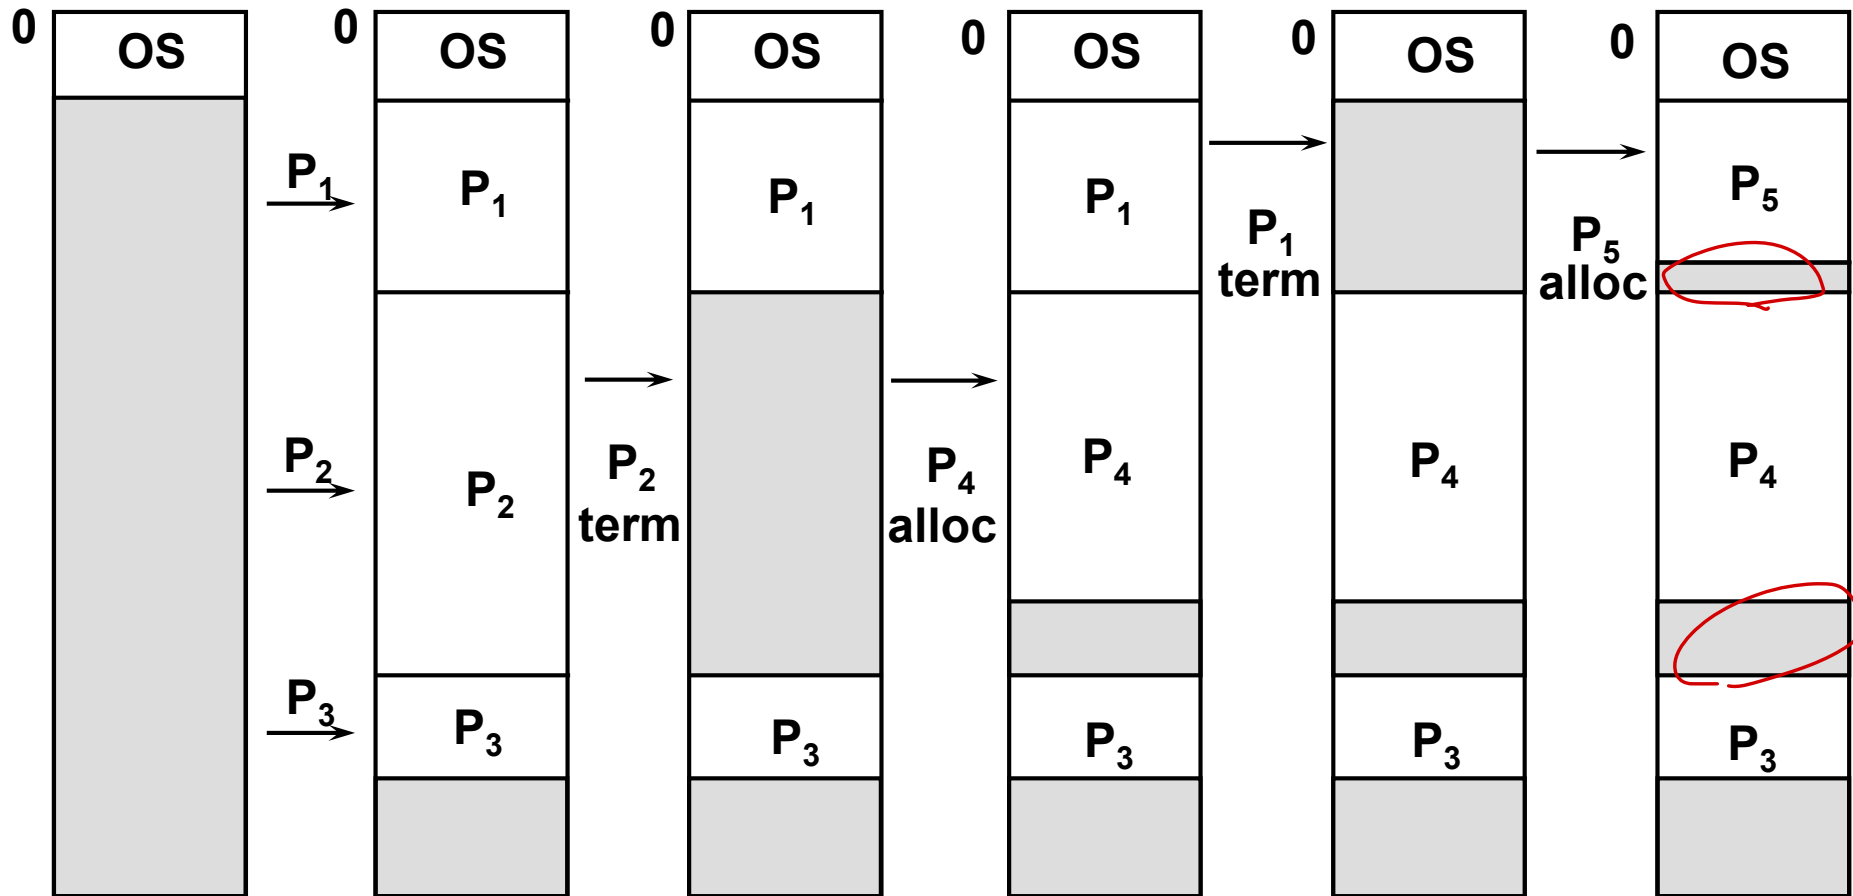 0 OS
P₁
P₂
P₃
0 OS
P₁
P₂
P₃
P₂
term
0 OS
P₁
P₃
P₄
alloc
0 OS
P₁
P₄
P₃
P₁
term
0 OS
P₄
P₃
P₅
alloc
0 OS
P₅
P₄
P₃